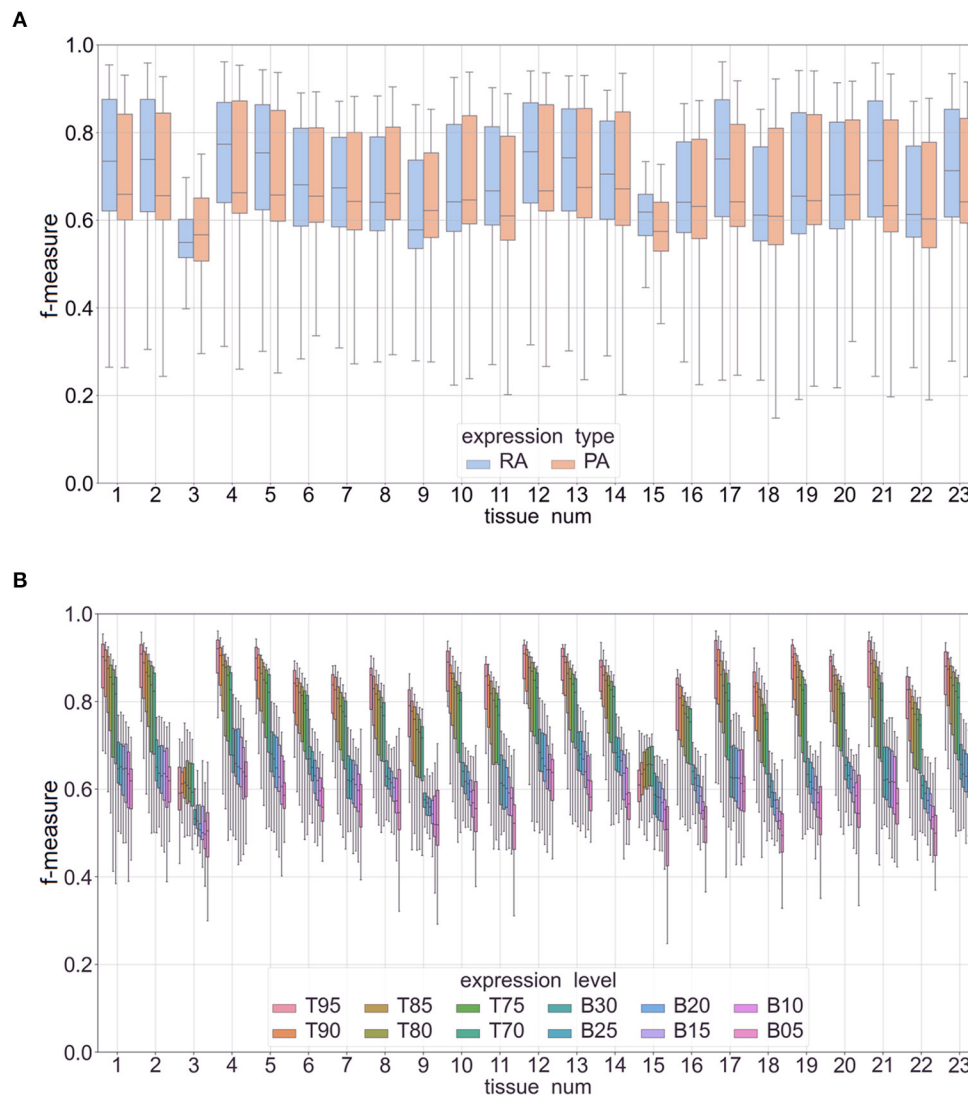 A
1.0
0.8
0.6
0.4
0.2
0.0
f-measure
expression type
RA PA
1 2 3 4 5 6 7 8 9 10 11 12 13 14 15 16 17 18 19 20 21 22 23
tissue num
B
1.0
0.8
0.6
0.4
0.2
0.0
f-measure
expression level
T95 T85 T75 B30 B20 B10
T90 T80 T70 B25 B15 B05
1 2 3 4 5 6 7 8 9 10 11 12 13 14 15 16 17 18 19 20 21 22 23
tissue num